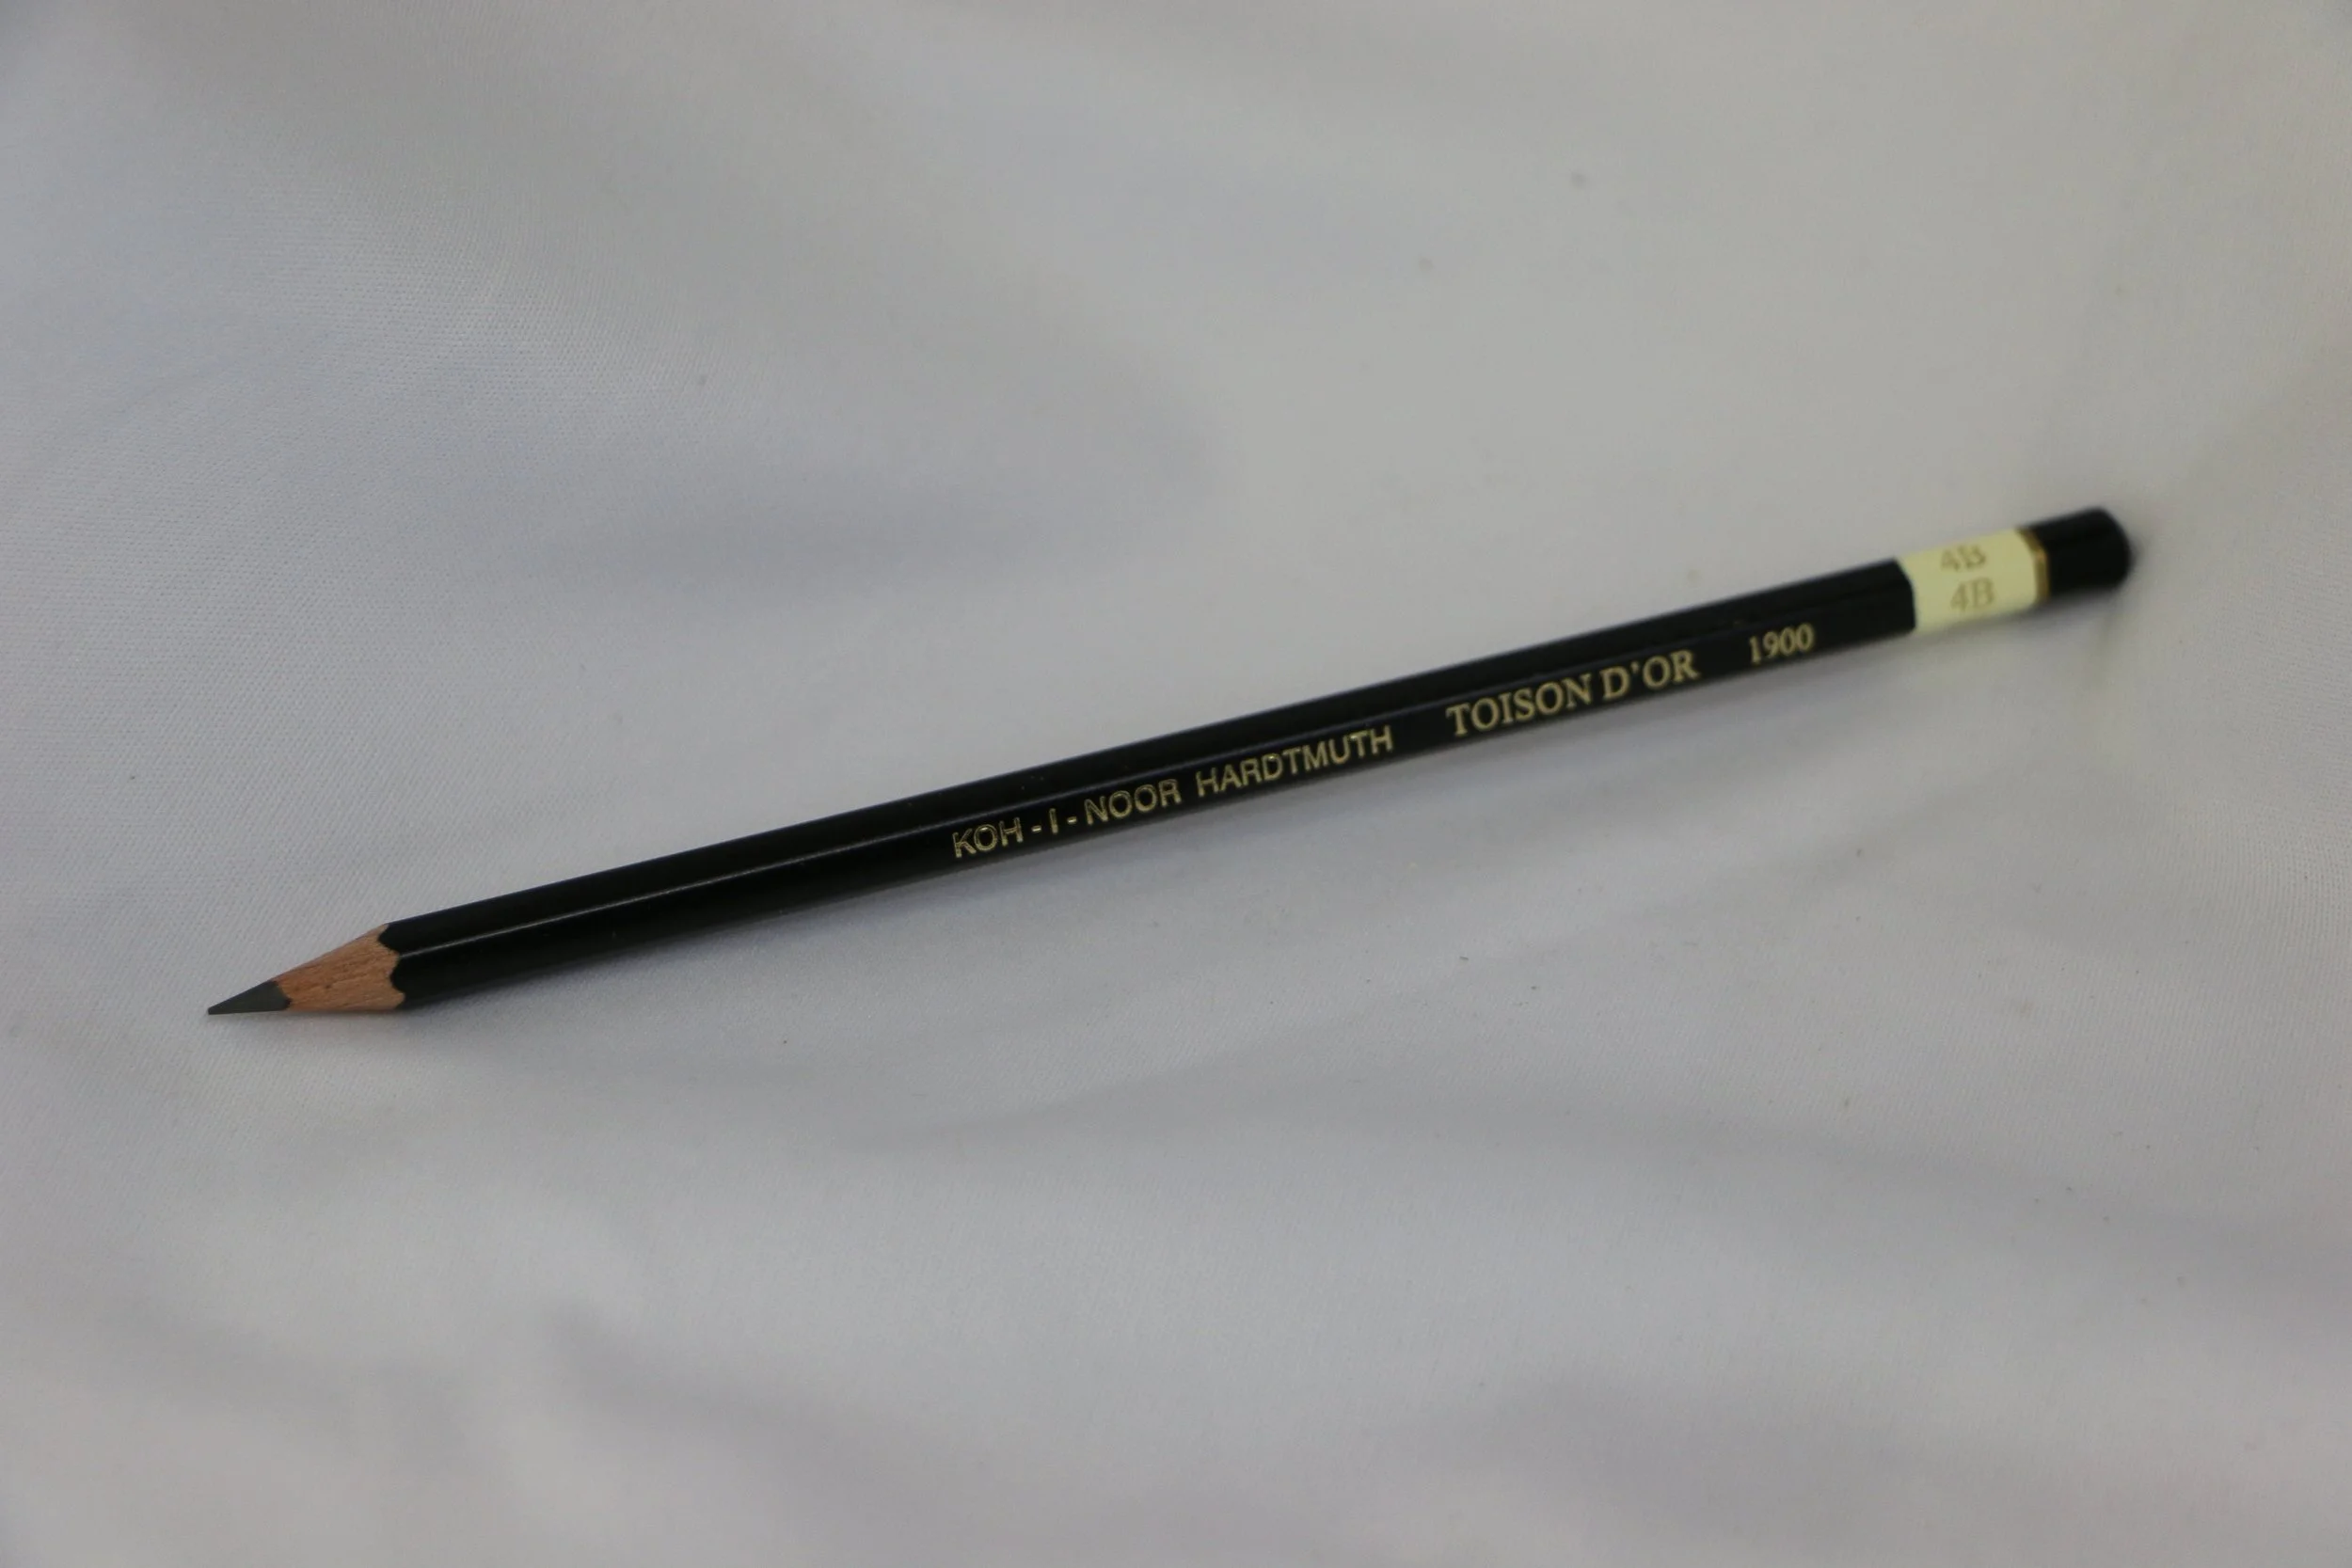 KOH-I-NOOR HARDTMUTH TOISON D'OR 1900
4B
4B